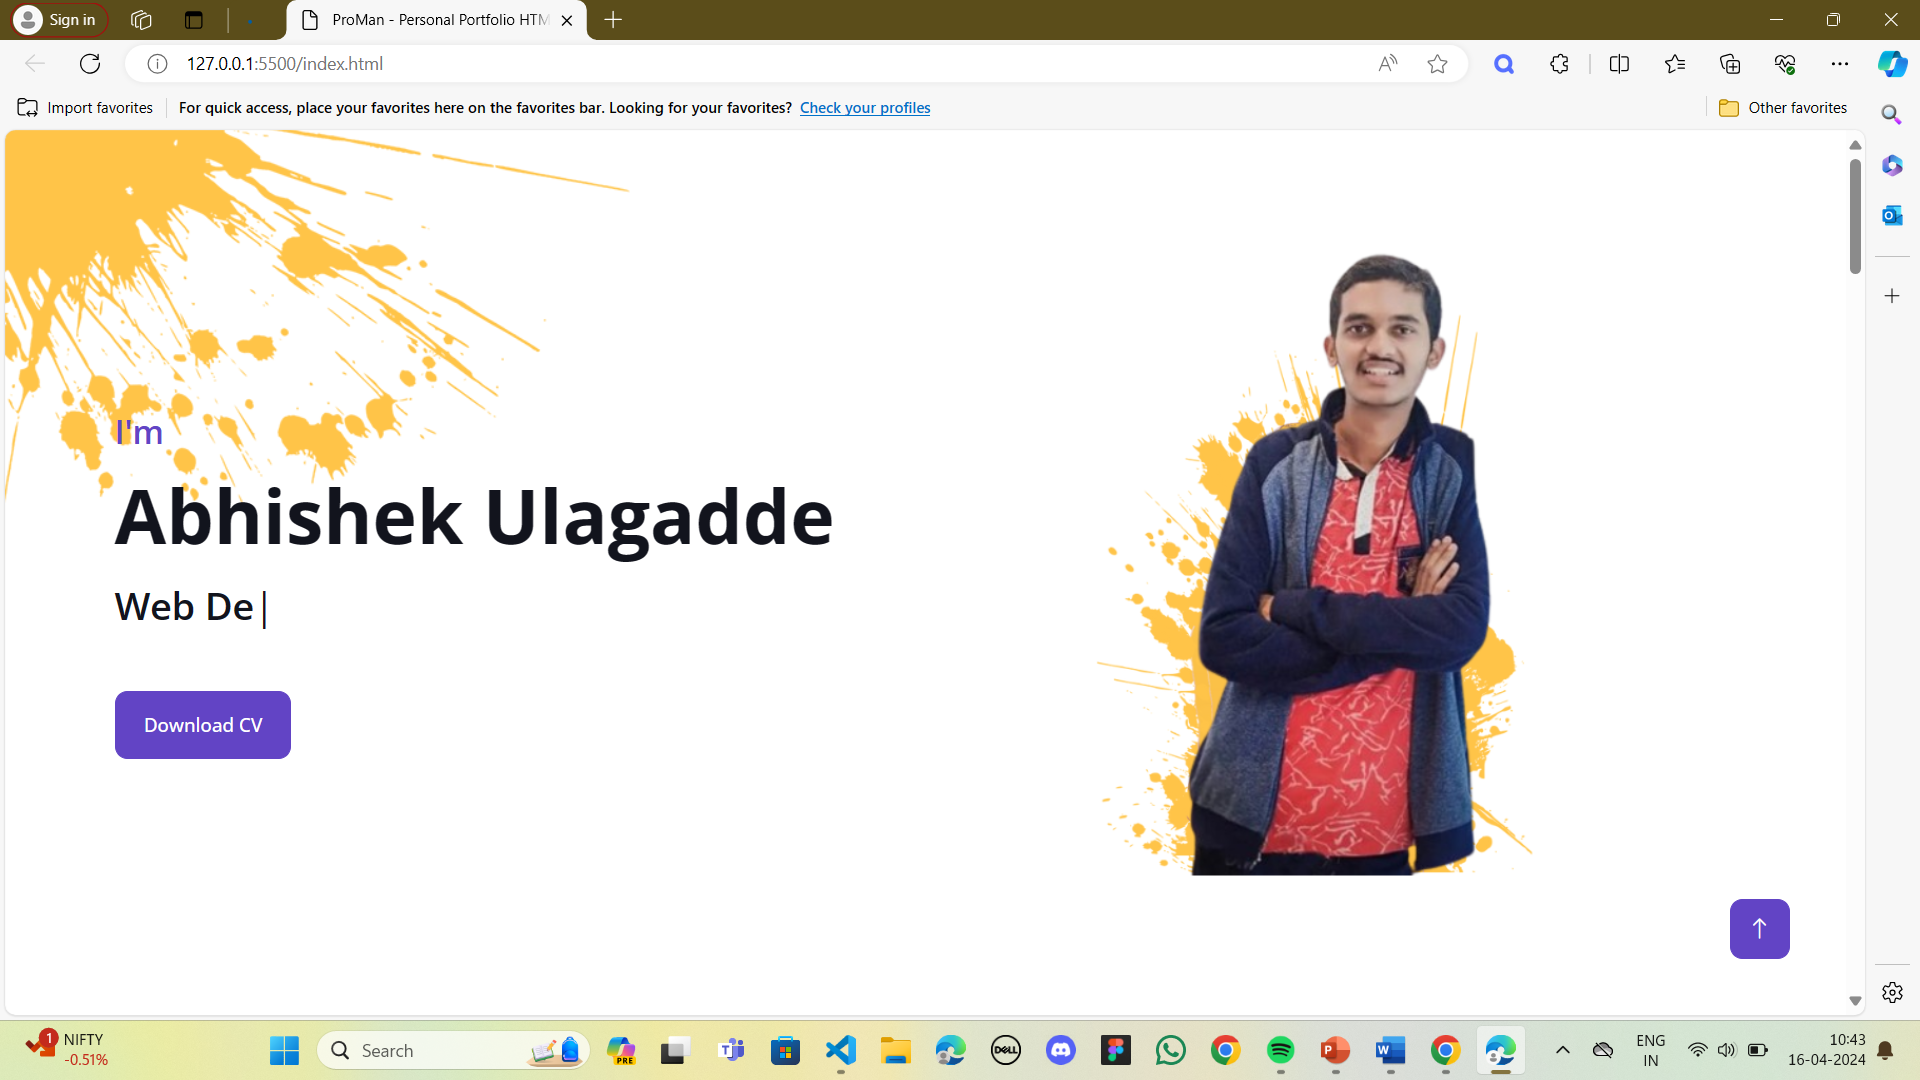 Sign in
ProMan - Personal Portfolio HTM
127.0.0.1:5500/index.html
Import favorites
For quick access, place your favorites here on the favorites bar. Looking for your favorites? Check your profiles
Other favorites
I'm
Abhishek Ulagadde
Web De|
Download CV
1
NIFTY
-0.51%
Search
PRE
DELL
ENG
IN
10:43
16-04-2024